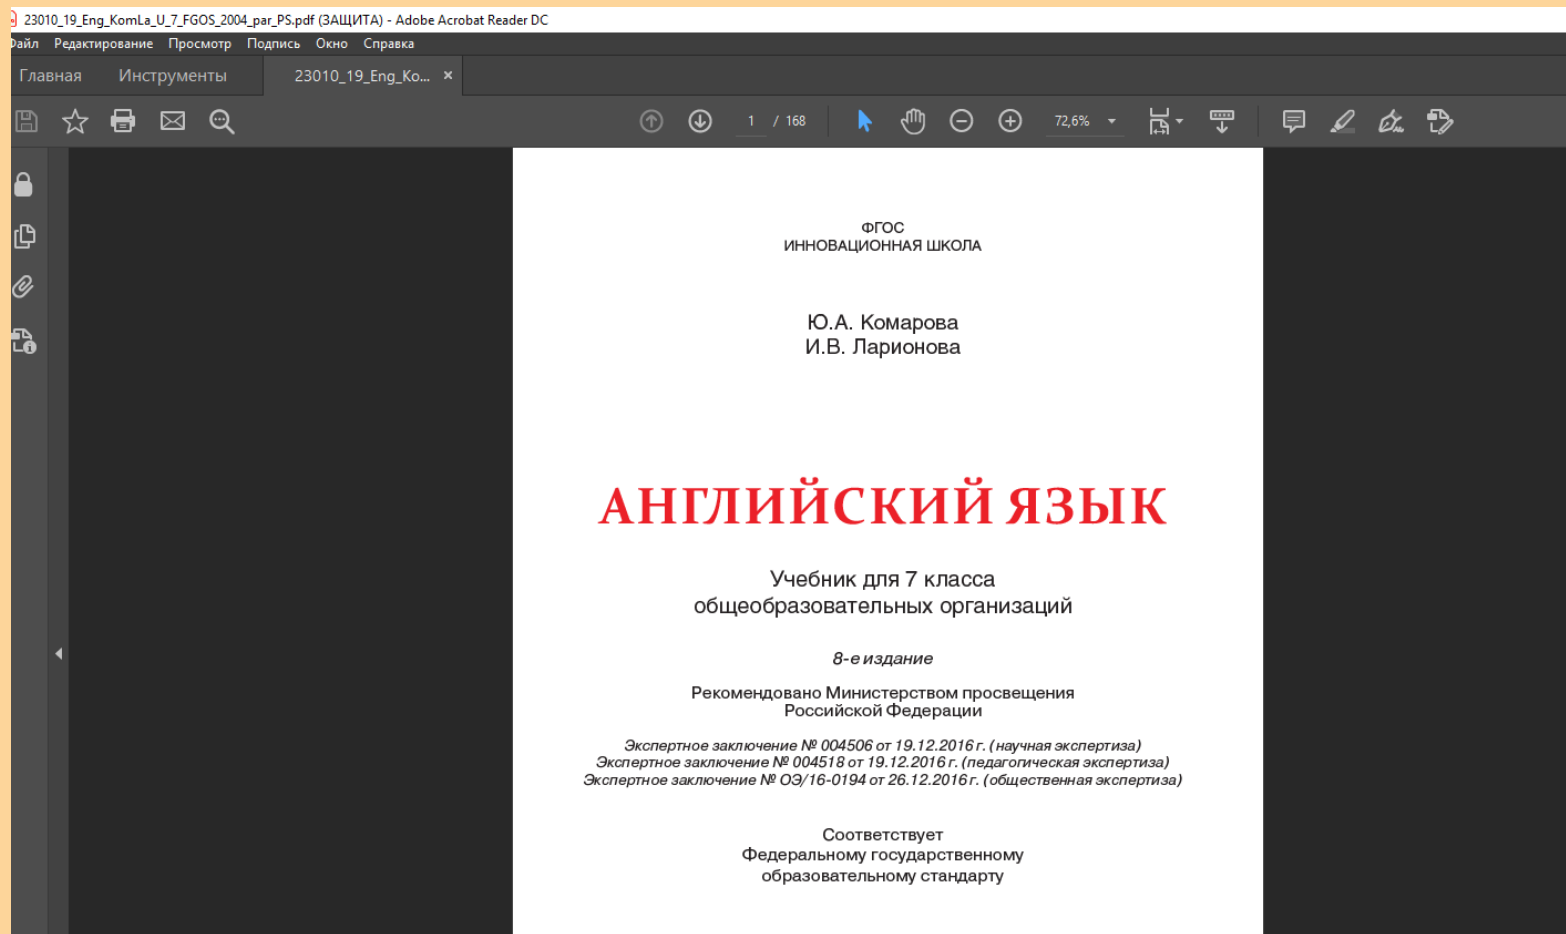 23010_19_Eng_KomLa_U_7_FGOS_2004_par_PS.pdf (ЗАЩИТА) - Adobe Acrobat Reader DC
Файл Редактирование Просмотр Подпись Окно Справка
Главная Инструменты 23010_19_Eng_Ko... ×
1 / 168 72,6%
ФГОС
ИННОВАЦИОННАЯ ШКОЛА
Ю.А. Комарова
И.В. Ларионова
АНГЛИЙСКИЙ ЯЗЫК
Учебник для 7 класса
общеобразовательных организаций
8-е издание
Рекомендовано Министерством просвещения
Российской Федерации
Экспертное заключение № 004506 от 19.12.2016 г. (научная экспертиза)
Экспертное заключение № 004518 от 19.12.2016 г. (педагогическая экспертиза)
Экспертное заключение № ОЭ/16-0194 от 26.12.2016 г. (общественная экспертиза)
Соответствует
Федеральному государственному
образовательному стандарту